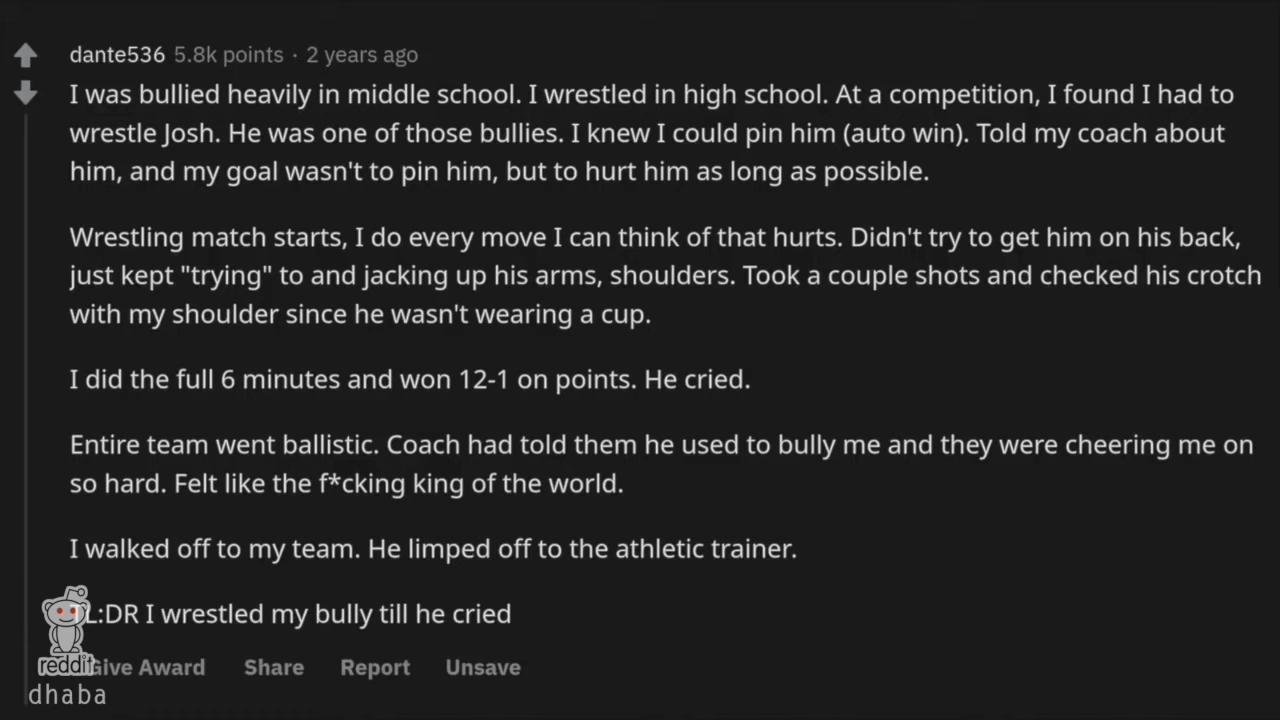 dante536 5.8k points · 2 years ago
I was bullied heavily in middle school. I wrestled in high school. At a competition, I found I had to
wrestle Josh. He was one of those bullies. I knew I could pin him (auto win). Told my coach about
him, and my goal wasn't to pin him, but to hurt him as long as possible.
Wrestling match starts, I do every move I can think of that hurts. Didn't try to get him on his back,
just kept "trying" to and jacking up his arms, shoulders. Took a couple shots and checked his crotch
with my shoulder since he wasn't wearing a cup.
I did the full 6 minutes and won 12-1 on points. He cried.
Entire team went ballistic. Coach had told them he used to bully me and they were cheering me on
so hard. Felt like the f*cking king of the world.
I walked off to my team. He limped off to the athletic trainer.
TL:DR I wrestled my bully till he cried
Give Award Share Report Unsave
reddit
dhaba